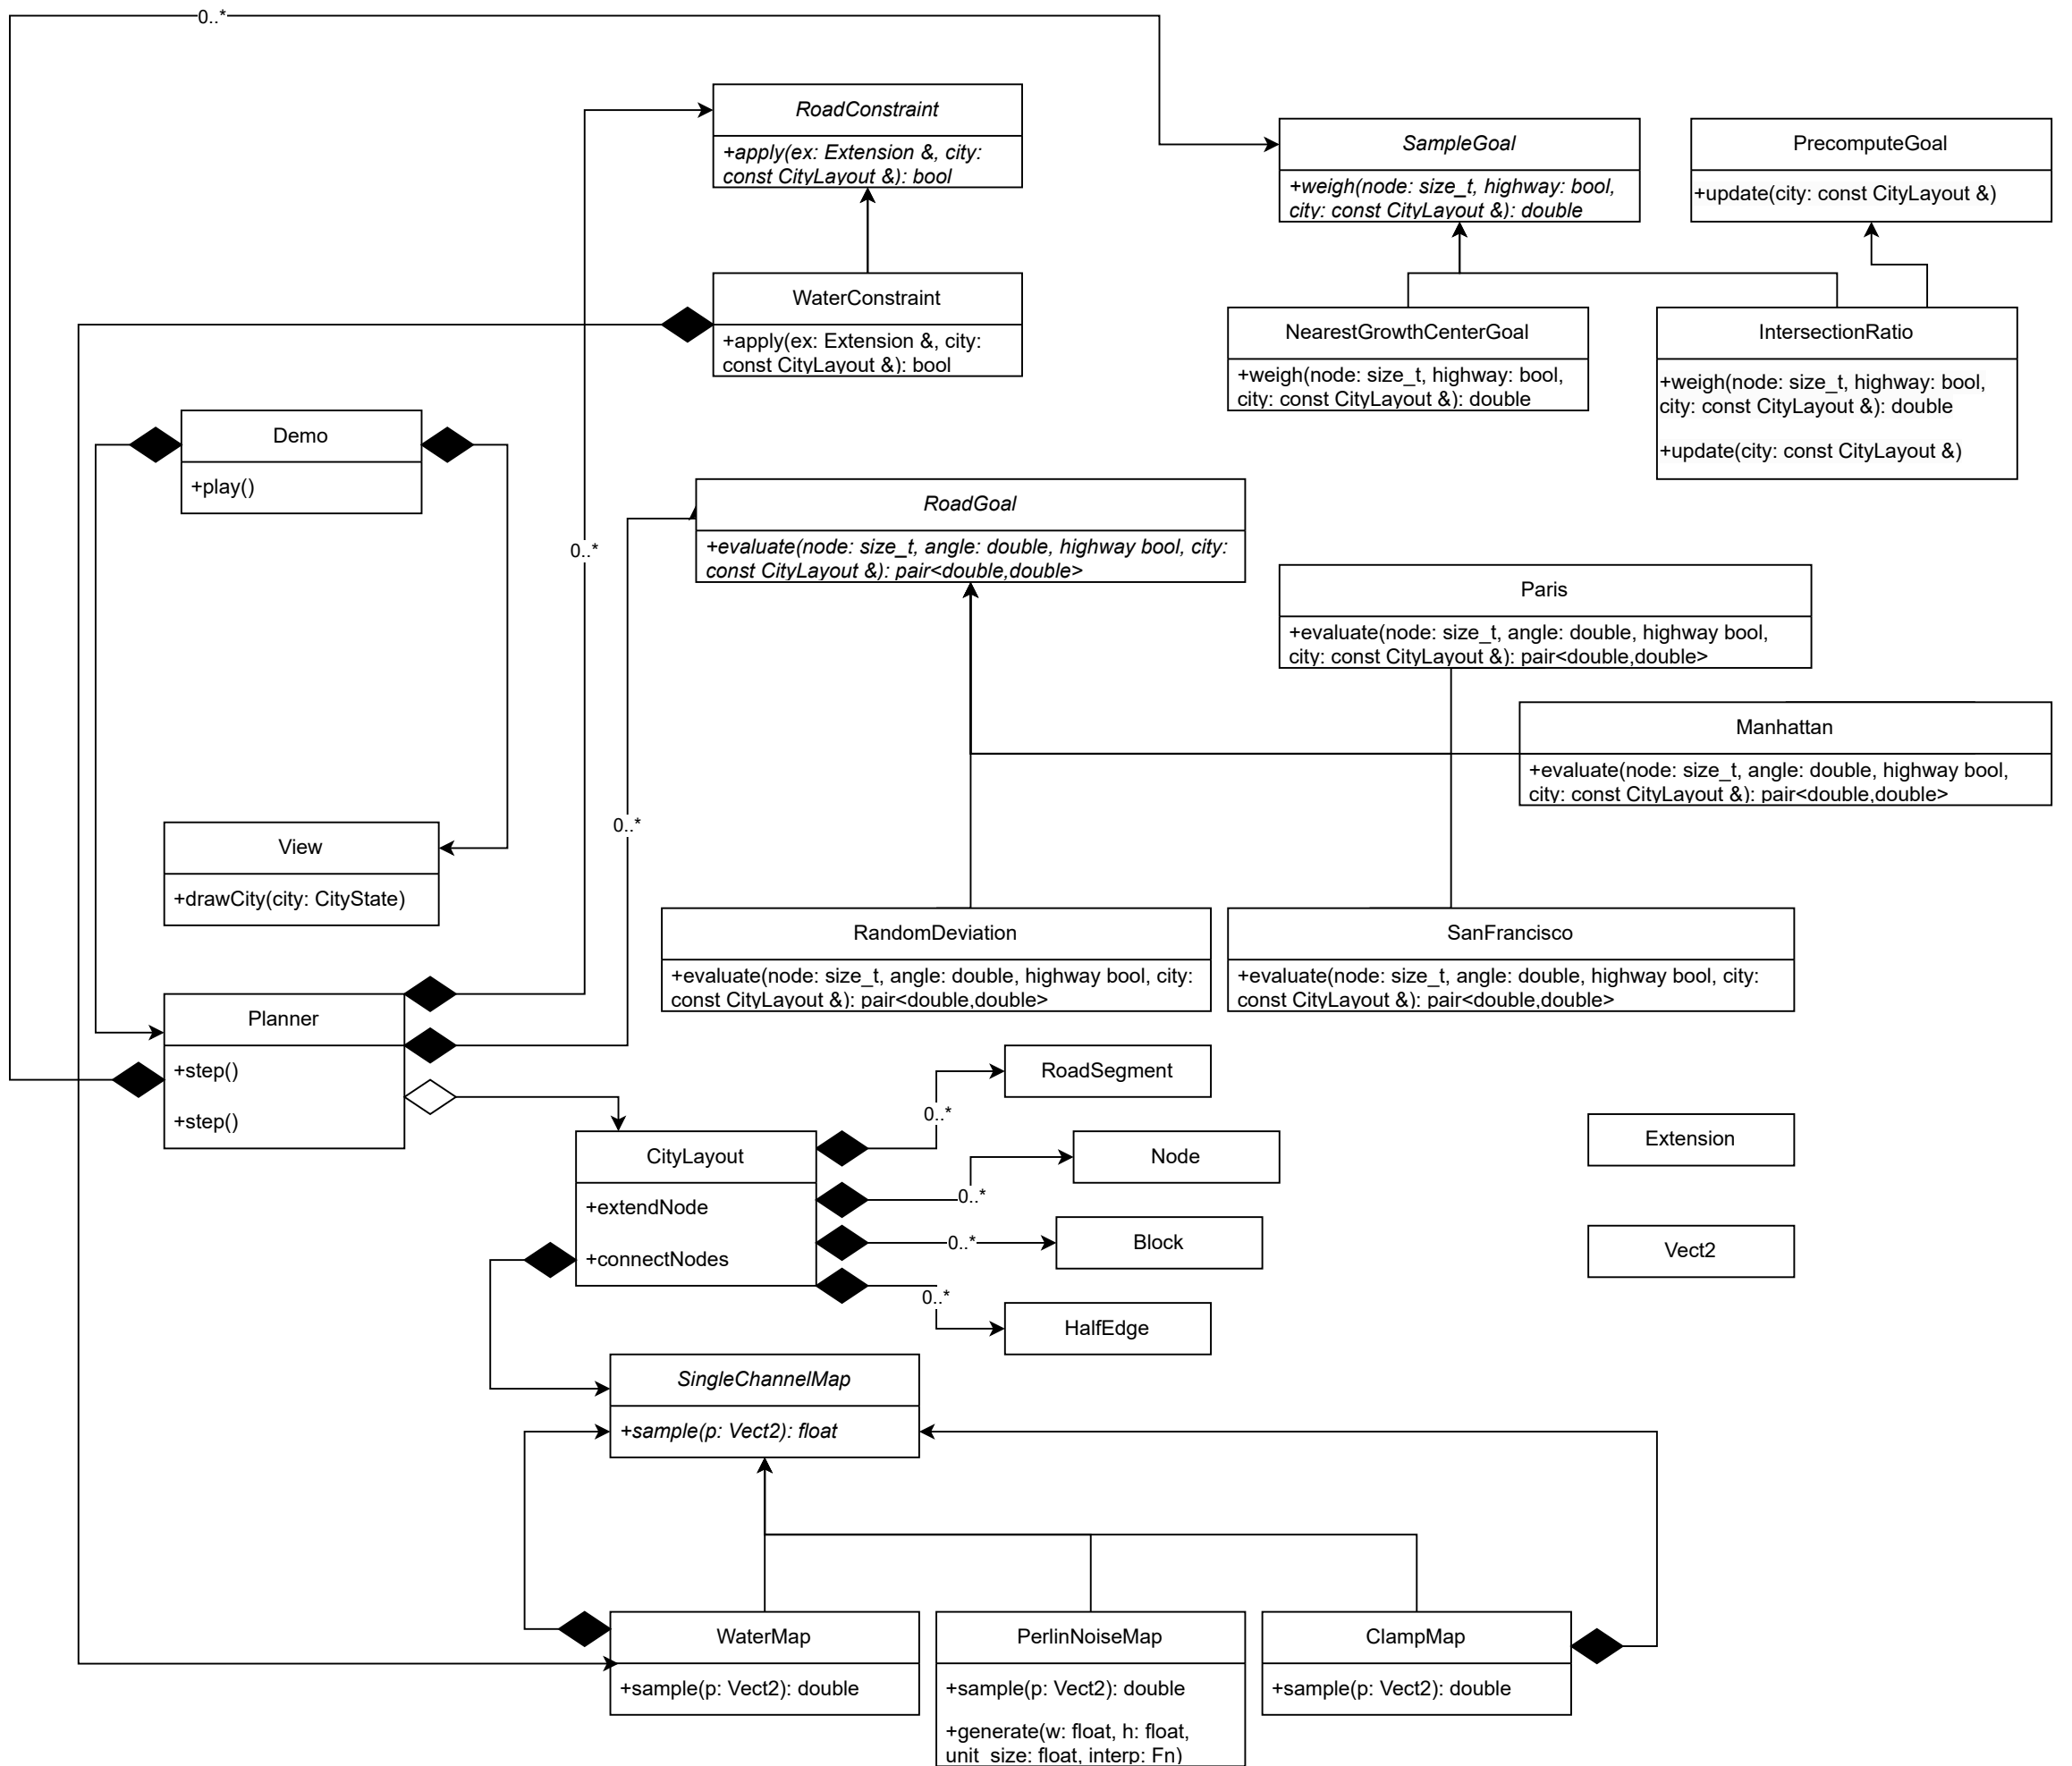 0..*
RoadConstraint
+apply(ex: Extension &, city:
const CityLayout &): bool
SampleGoal
+weigh(node: size_t, highway: bool,
city: const CityLayout &): double
PrecomputeGoal
+update(city: const CityLayout &)
WaterConstraint
+apply(ex: Extension &, city:
const CityLayout &): bool
NearestGrowthCenterGoal
+weigh(node: size_t, highway: bool,
city: const CityLayout &): double
IntersectionRatio
+weigh(node: size_t, highway: bool,
city: const CityLayout &): double
+update(city: const CityLayout &)
Demo
+play()
0..*
RoadGoal
+evaluate(node: size_t, angle: double, highway bool, city:
const CityLayout &): pair<double,double>
Paris
+evaluate(node: size_t, angle: double, highway bool,
city: const CityLayout &): pair<double,double>
Manhattan
+evaluate(node: size_t, angle: double, highway bool,
city: const CityLayout &): pair<double,double>
0..*
View
+drawCity(city: CityState)
RandomDeviation
+evaluate(node: size_t, angle: double, highway bool, city:
const CityLayout &): pair<double,double>
SanFrancisco
+evaluate(node: size_t, angle: double, highway bool, city:
const CityLayout &): pair<double,double>
Planner
+step()
+step()
RoadSegment
0..*
CityLayout
+extendNode
+connectNodes
Node
0..*
Block
0..*
HalfEdge
0..*
Extension
Vect2
SingleChannelMap
+sample(p: Vect2): float
WaterMap
+sample(p: Vect2): double
PerlinNoiseMap
+sample(p: Vect2): double
+generate(w: float, h: float,
unit_size: float, interp: Fn)
ClampMap
+sample(p: Vect2): double